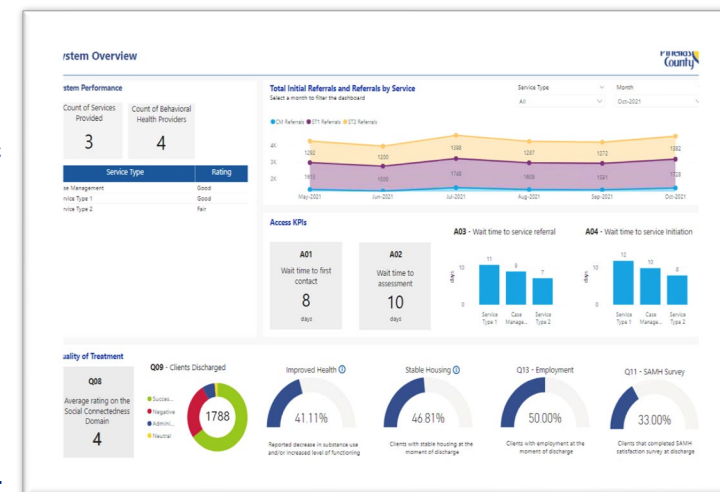 ystem Overview
County
stem Performance
Count of Services Provided
3
Count of Behavioral Health Providers
4
Service Type Rating
se Management Good
rvice Type 1 Good
rvice Type 2 Fair
Total Initial Referrals and Referrals by Service
Select a month to filter the dashboard
Service Type
All
Month
Oct-2021
CM Referrals ST1 Referrals ST2 Referrals
4K
3K
2K
1292 1200 1287 1272 1382
1748 1728
May-2021 Jun-2021 Jul-2021 Aug-2021 Sep-2021 Oct-2021
Access KPIs
A01
Wait time to first contact
8
days
A02
Wait time to assessment
10
days
A03 - Wait time to service referral
days
10
0
11 9 7
Service Type 1
Case Manage...
Service Type 2
A04 - Wait time to service Initiation
days
10
0
12 10 8
Service Type 1
Case Manage...
Service Type 2
uality of Treatment
Q08
Average rating on the Social Connectedness Domain
4
Q09 - Clients Discharged
Succes...
Negative
Admini...
Neutral
1788
Improved Health
41.11%
Reported decrease in substance use
and/or increased level of functioning
Stable Housing
46.81%
Clients with stable housing at the
moment of discharge
Q13 - Employment
50.00%
Clients with employment at the
moment of discharge
Q11 - SAMH Survey
33.00%
Clients that completed SAMH
satisfaction survey at discharge